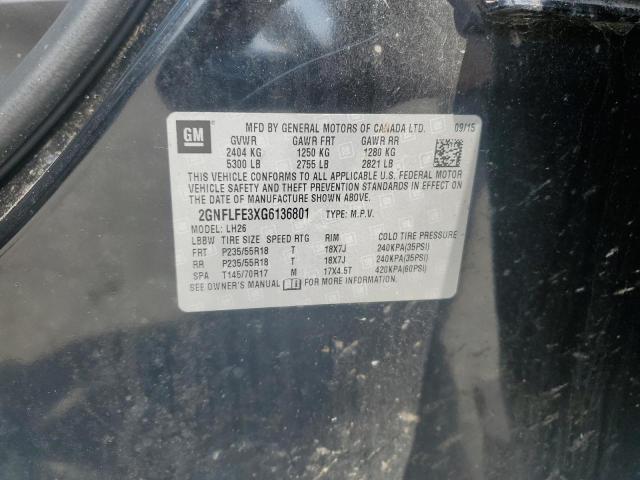 GM
MFD BY GENERAL MOTORS OF CANADA LTD. 09/15
GVWR GAWR FRT GAWR RR
2404 KG 1250 KG 1280 KG
5300 LB 2755 LB 2821 LB
THIS VEHICLE CONFORMS TO ALL APPLICABLE U.S. FEDERAL MOTOR
VEHICLE SAFETY AND THEFT PREVENTION STANDARDS IN EFFECT ON
THE DATE OF MANUFACTURE SHOWN ABOVE.
2GNFLFE3XG6136801 TYPE: M.P.V.
MODEL: LH26
LBBW TIRE SIZE SPEED RTG RIM COLD TIRE PRESSURE
FRT P235/55R18 T 18X7J 240KPA(35PSI)
RR P235/55R18 T 18X7J 240KPA(35PSI)
SPA T145/70R17 M 17X4.5T 420KPA(60PSI)
SEE OWNER'S MANUAL FOR MORE INFORMATION.